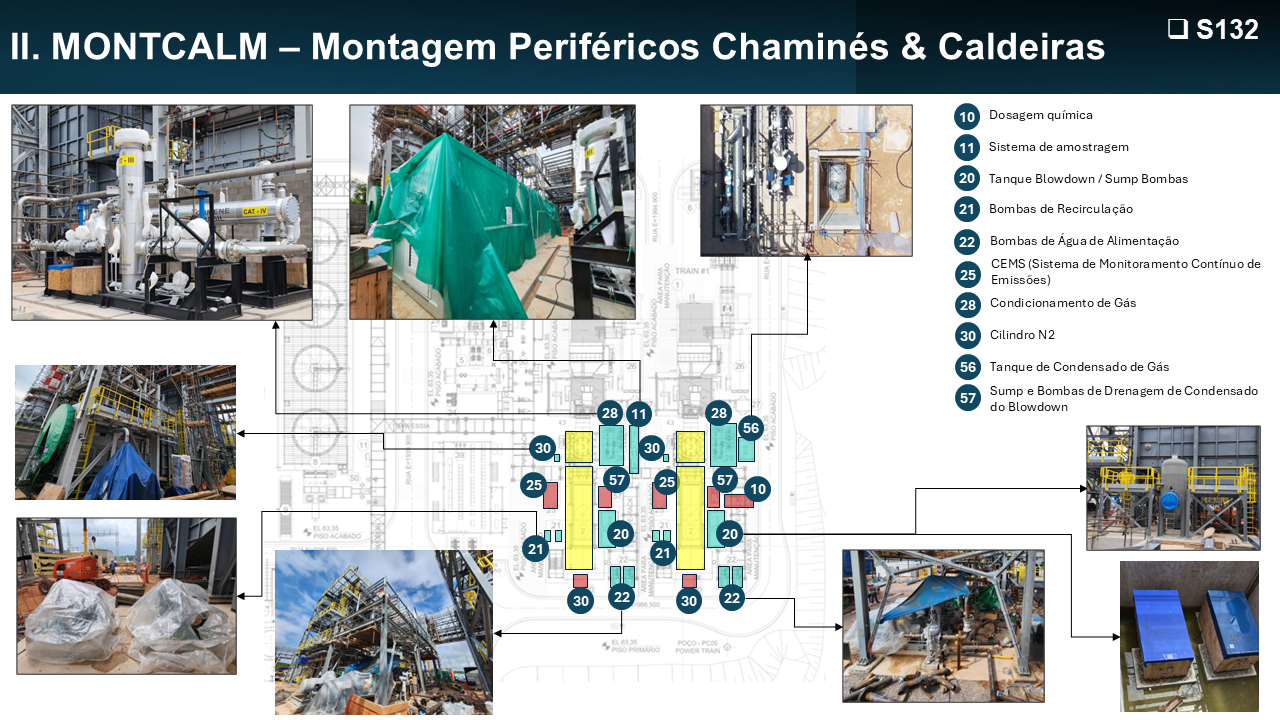 II. MONTCALM – Montagem Periféricos Chaminés & Caldeiras
❑ S132
10 Dosagem química
11 Sistema de amostragem
20 Tanque Blowdown / Sump Bombas
21 Bombas de Recirculação
22 Bombas de Água de Alimentação
25 CEMS (Sistema de Monitoramento Contínuo de
Emissões)
28 Condicionamento de Gás
30 Cilindro N2
56 Tanque de Condensado de Gás
57 Sump e Bombas de Drenagem de Condensado
do Blowdown
CAT - IV
TRAIN #1
ÁREA PARA
MANUTENÇÃO
28 11 28 56
30 30
25 57 25 57 10
21 20 21 20
30 22 30 22
EL 63,35
PISO ACABADO
EL 63,35
PISO PRIMÁRIO
POÇO - PC05
POWER TRAIN